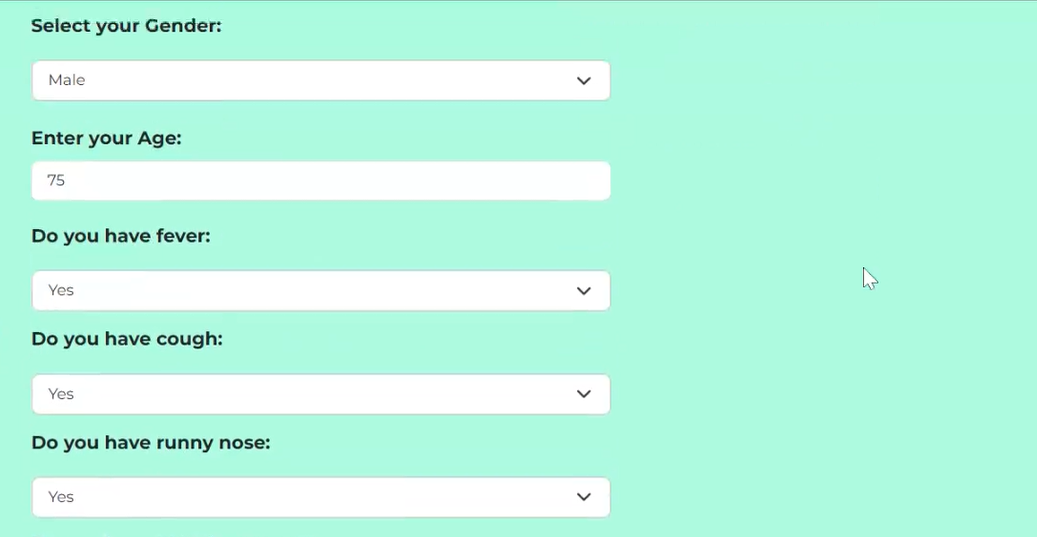 Select your Gender:
Male
Enter your Age:
75
Do you have fever:
Yes
Do you have cough:
Yes
Do you have runny nose:
Yes